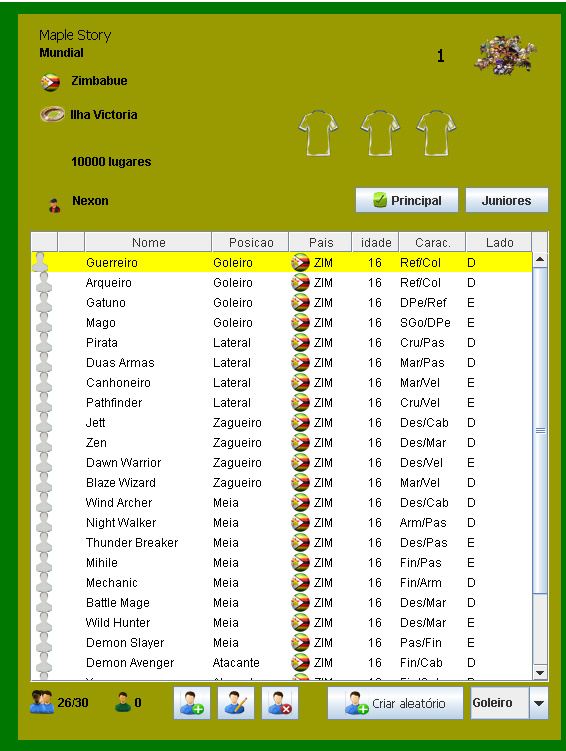 Maple Story
Mundial
1
Zimbabue
Ilha Victoria
10000 lugares
Nexon
Principal Juniores
Nome Posicao Pais idade Carac. Lado
Guerreiro Goleiro ZIM 16 Ref/Col D
Arqueiro Goleiro ZIM 16 Ref/Col D
Gatuno Goleiro ZIM 16 DPe/Ref E
Mago Goleiro ZIM 16 SGo/DPe E
Pirata Lateral ZIM 16 Cru/Pas D
Duas Armas Lateral ZIM 16 Mar/Pas D
Canhoneiro Lateral ZIM 16 Mar/Vel E
Pathfinder Lateral ZIM 16 Cru/Vel E
Jett Zagueiro ZIM 16 Des/Cab D
Zen Zagueiro ZIM 16 Des/Mar D
Dawn Warrior Zagueiro ZIM 16 Des/Vel E
Blaze Wizard Zagueiro ZIM 16 Mar/Vel D
Wind Archer Meia ZIM 16 Des/Cab D
Night Walker Meia ZIM 16 Arm/Pas D
Thunder Breaker Meia ZIM 16 Des/Pas E
Mihile Meia ZIM 16 Fin/Pas E
Mechanic Meia ZIM 16 Fin/Arm D
Battle Mage Meia ZIM 16 Des/Mar D
Wild Hunter Meia ZIM 16 Des/Mar E
Demon Slayer Meia ZIM 16 Pas/Fin E
Demon Avenger Atacante ZIM 16 Fin/Cab D
26/30 0 Criar aleatório Goleiro